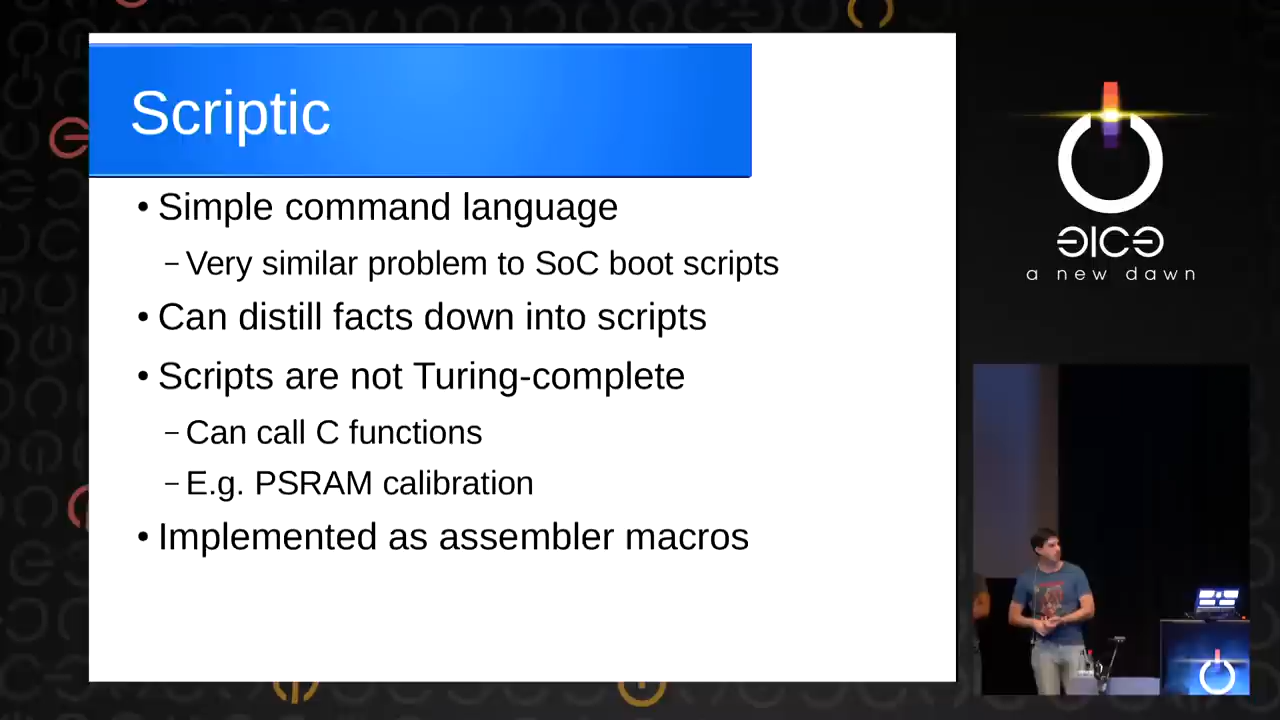 Scriptic
• Simple command language
– Very similar problem to SoC boot scripts
• Can distill facts down into scripts
• Scripts are not Turing-complete
– Can call C functions
– E.g. PSRAM calibration
• Implemented as assembler macros
a new dawn